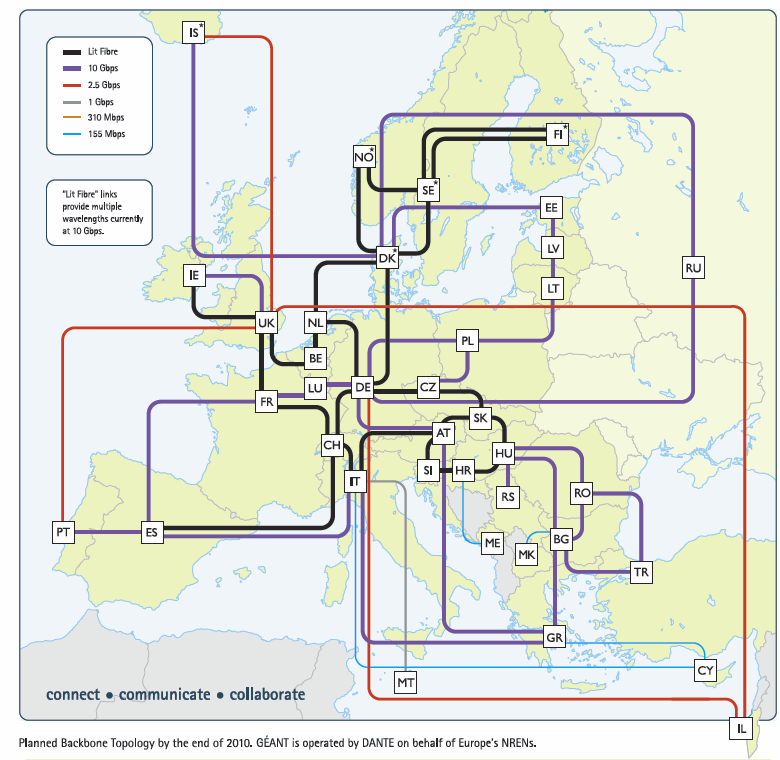 IS*
Lit Fibre
10 Gbps
2.5 Gbps
1 Gbps
310 Mbps
155 Mbps
"Lit Fibre" links
provide multiple
wavelengths currently
at 10 Gbps.
FI*
NO*
SE*
EE
LV
DK*
RU
IE
LT
UK
NL
PL
BE
LU
DE
CZ
FR
SK
AT
CH
HU
SI
HR
IT
RS
RO
PT
ES
ME
MK
BG
TR
GR
CY
MT
connect • communicate • collaborate
IL
Planned Backbone Topology by the end of 2010. GÉANT is operated by DANTE on behalf of Europe's NRENs.